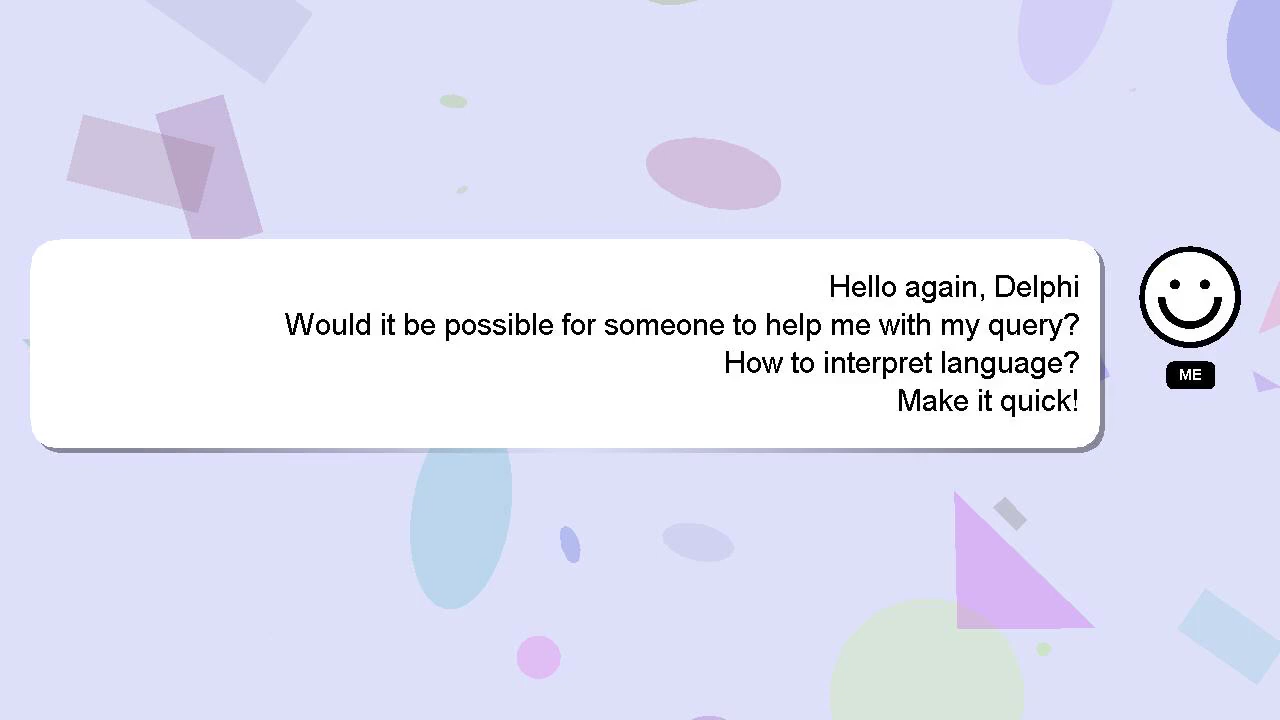 Hello again, Delphi
Would it be possible for someone to help me with my query?
How to interpret language?
Make it quick!
ME